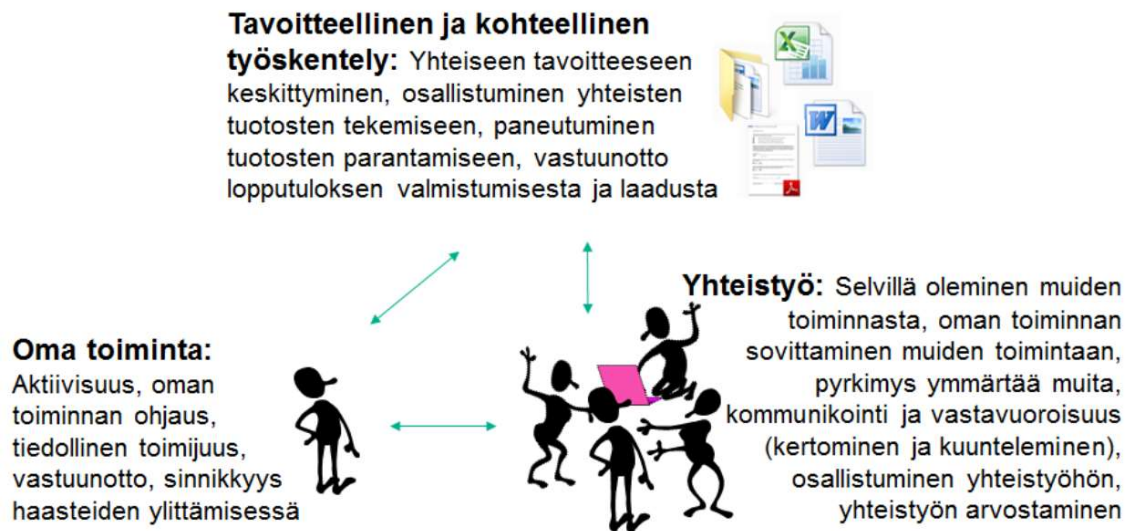 Tavoitteellinen ja kohteellinen
työskentely: Yhteiseen tavoitteeseen
keskittyminen, osallistuminen yhteisten
tuotosten tekemiseen, paneutuminen
tuotosten parantamiseen, vastuunotto
lopputuloksen valmistumisesta ja laadusta
Oma toiminta:
Aktiivisuus, oman
toiminnan ohjaus,
tiedollinen toimijuus,
vastuunotto, sinnikkyys
haasteiden ylittämisessä
Yhteistyö: Selvillä oleminen muiden
toiminnasta, oman toiminnan
sovittaminen muiden toimintaan,
pyrkimys ymmärtää muita,
kommunikointi ja vastavuoroisuus
(kertominen ja kuunteleminen),
osallistuminen yhteistyöhön,
yhteistyön arvostaminen